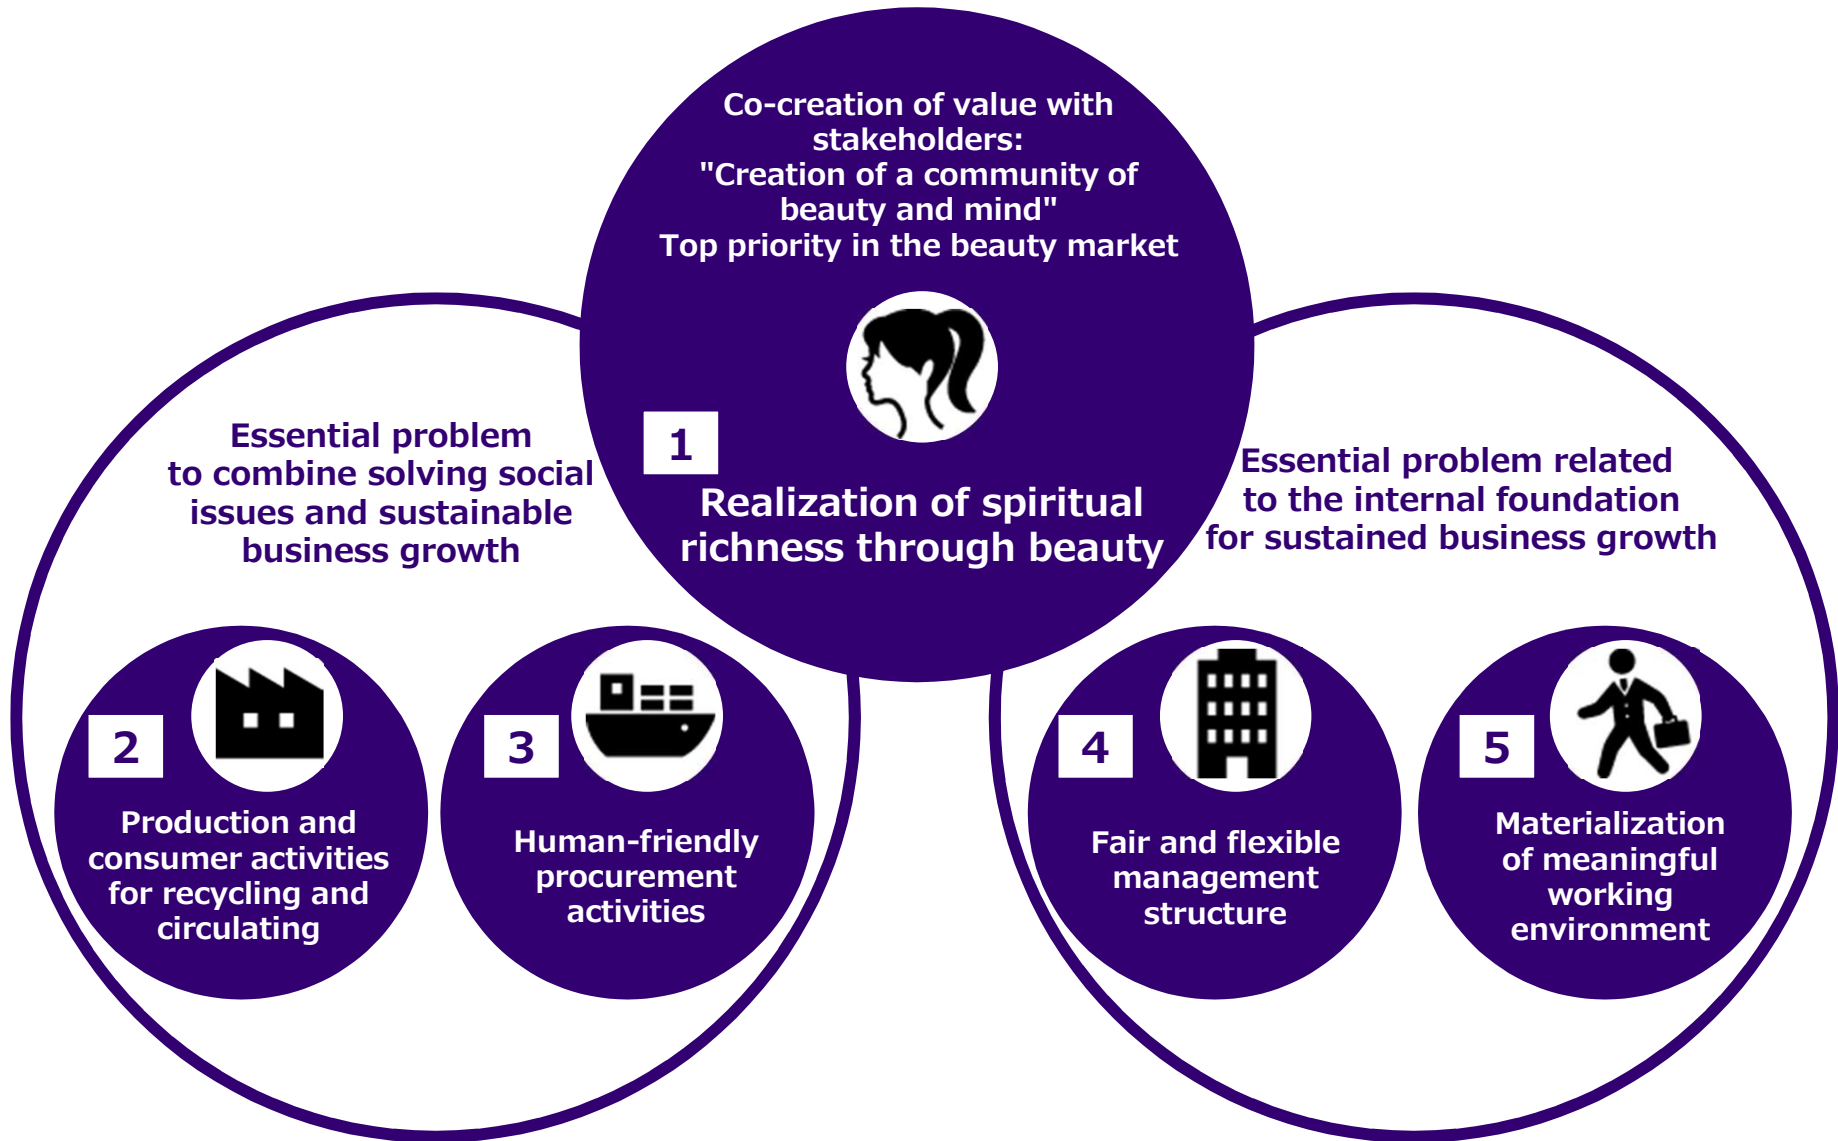 Co-creation of value with
stakeholders:
"Creation of a community of
beauty and mind"
Top priority in the beauty market
1
Realization of spiritual
richness through beauty
Essential problem
to combine solving social
issues and sustainable
business growth
2
Production and
consumer activities
for recycling and
circulating
3
Human-friendly
procurement
activities
Essential problem related
to the internal foundation
for sustained business growth
4
Fair and flexible
management
structure
5
Materialization
of meaningful
working
environment